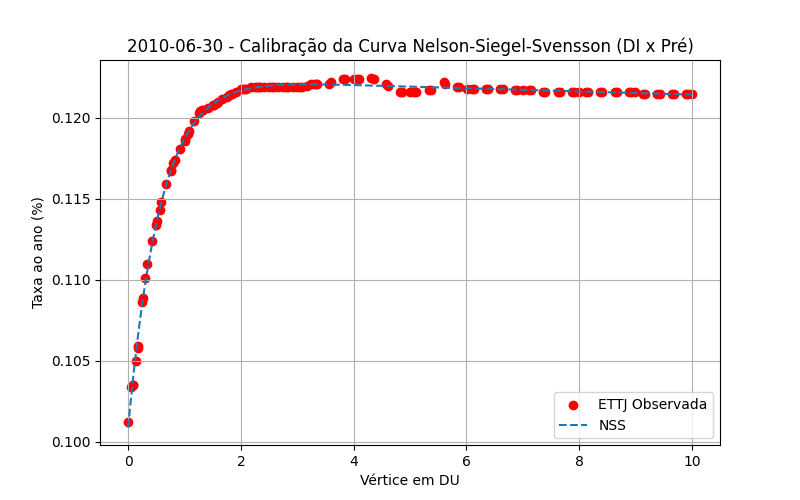 2010-06-30 - Calibração da Curva Nelson-Siegel-Svensson (DI x Pré)
Taxa ao ano (%)
0.120
0.115
0.110
0.105
0.100
ETTJ Observada
NSS
0 2 4 6 8 10
Vértice em DU